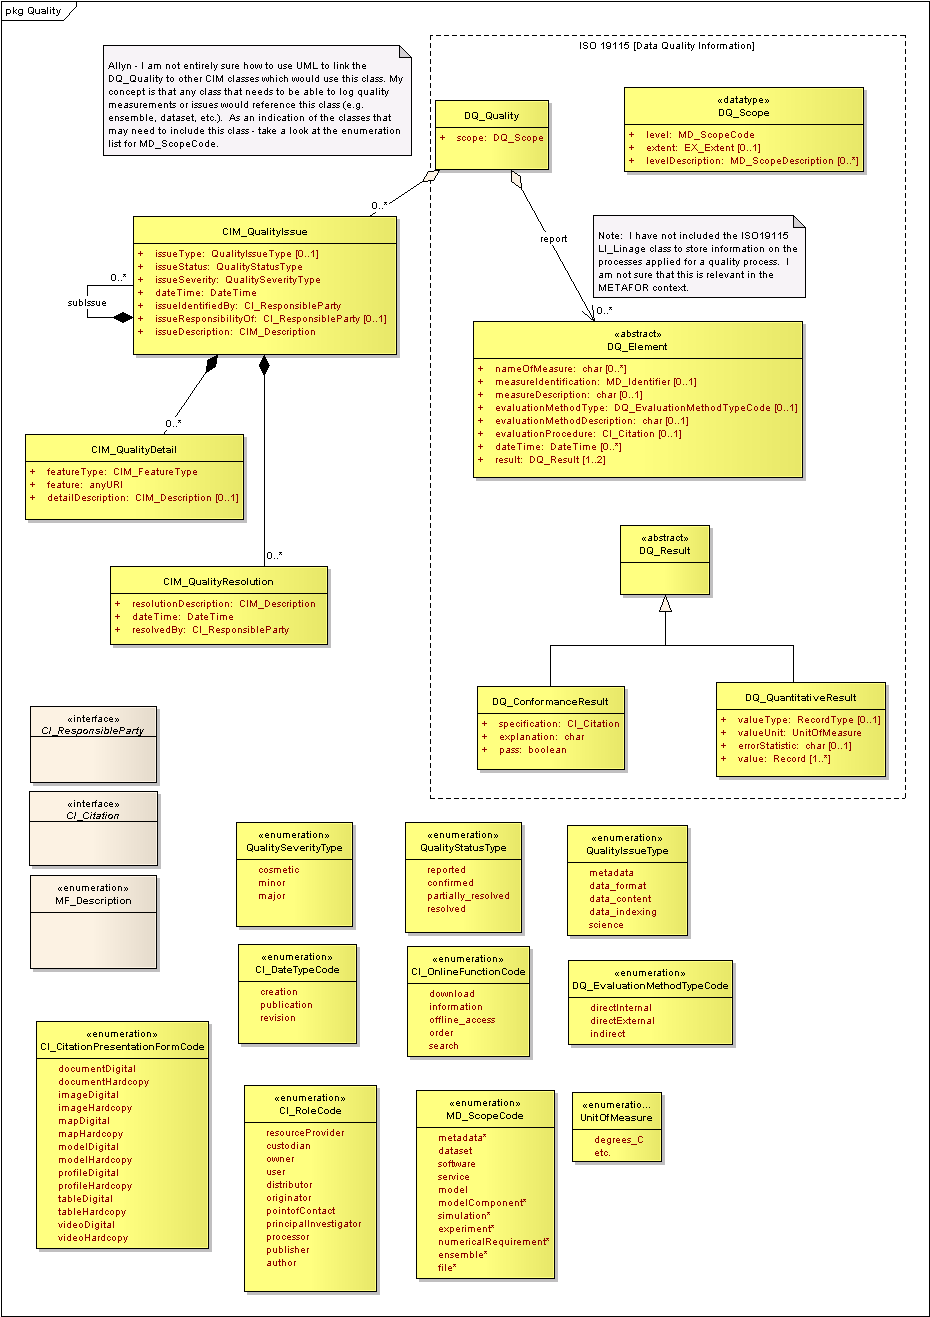 pkg Quality
ISO 19115 [Data Quality Information]
Allyn - I am not entirely sure how to use UML to link the
DQ_Quality to other CIM classes which would use this class. My
concept is that any class that needs to be able to log quality
measurements or issues would reference this class (e.g.
ensemble, dataset, etc.).  As an indication of the classes that
may need to include this class - take a look at the enumeration
list for MD_ScopeCode.
DQ_Quality
+ scope: DQ_Scope
«datatype»
DQ_Scope
+ level: MD_ScopeCode
+ extent: EX_Extent [0..1]
+ levelDescription: MD_ScopeDescription [0..*]
0..*
CIM_QualityIssue
+ issueType: QualityIssueType [0..1]
+ issueStatus: QualityStatusType
+ issueSeverity: QualitySeverityType
+ dateTime: DateTime
+ issueIdentifiedBy: CI_ResponsibleParty
+ issueResponsibilityOf: CI_ResponsibleParty [0..1]
+ issueDescription: CIM_Description
0..*
subIssue
report
Note:  I have not included the ISO19115
LI_Linage class to store information on the
processes applied for a quality process.  I
am not sure that this is relevant in the
METAFOR context.
0..*
«abstract»
DQ_Element
+ nameOfMeasure: char [0..*]
+ measureIdentification: MD_Identifier [0..1]
+ measureDescription: char [0..1]
+ evaluationMethodType: DQ_EvaluationMethodTypeCode [0..1]
+ evaluationMethodDescription: char [0..1]
+ evaluationProcedure: CI_Citation [0..1]
+ dateTime: DateTime [0..*]
+ result: DQ_Result [1..2]
0..*
CIM_QualityDetail
+ featureType: CIM_FeatureType
+ feature: anyURI
+ detailDescription: CIM_Description [0..1]
0..*
CIM_QualityResolution
+ resolutionDescription: CIM_Description
+ dateTime: DateTime
+ resolvedBy: CI_ResponsibleParty
«abstract»
DQ_Result
DQ_ConformanceResult
+ specification: CI_Citation
+ explanation: char
+ pass: boolean
DQ_QuantitativeResult
+ valueType: RecordType [0..1]
+ valueUnit: UnitOfMeasure
+ errorStatistic: char [0..1]
+ value: Record [1..*]
«interface»
CI_ResponsibleParty
«interface»
CI_Citation
«enumeration»
MF_Description
«enumeration»
QualitySeverityType
cosmetic
minor
major
«enumeration»
QualityStatusType
reported
confirmed
partially_resolved
resolved
«enumeration»
QualityIssueType
metadata
data_format
data_content
data_indexing
science
«enumeration»
CI_DateTypeCode
creation
publication
revision
«enumeration»
CI_OnlineFunctionCode
download
information
offline_access
order
search
«enumeration»
DQ_EvaluationMethodTypeCode
directInternal
directExternal
indirect
«enumeration»
CI_CitationPresentationFormCode
documentDigital
documentHardcopy
imageDigital
imageHardcopy
mapDigital
mapHardcopy
modelDigital
modelHardcopy
profileDigital
profileHardcopy
tableDigital
tableHardcopy
videoDigital
videoHardcopy
«enumeration»
CI_RoleCode
resourceProvider
custodian
owner
user
distributor
originator
pointofContact
principalInvestigator
processor
publisher
author
«enumeration»
MD_ScopeCode
metadata*
dataset
software
service
model
modelComponent*
simulation*
experiment*
numericalRequirement*
ensemble*
file*
«enumeratio...
UnitOfMeasure
degrees_C
etc.